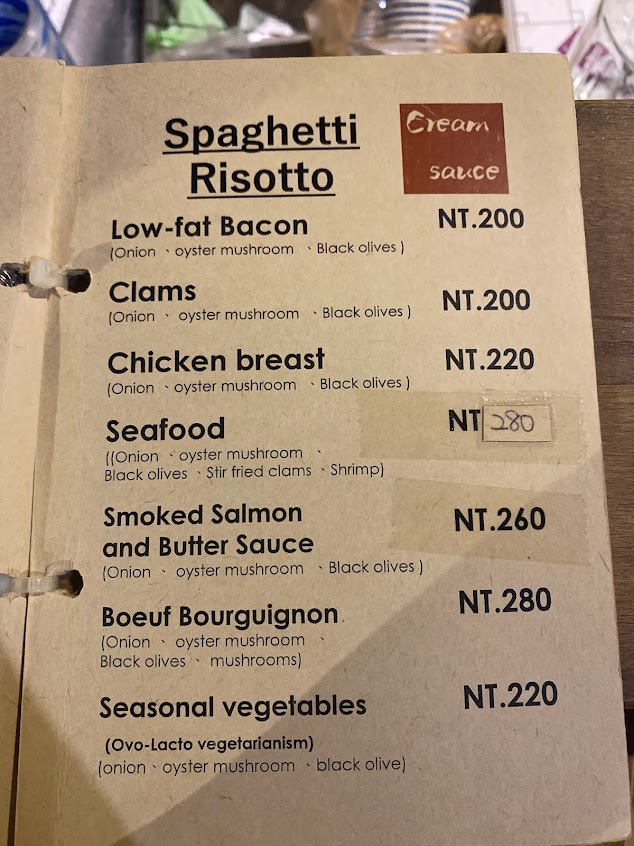 Spaghetti
Risotto
Cream
sauce
Low-fat Bacon NT.200
(Onion 、oyster mushroom 、Black olives )
Clams NT.200
(Onion 、 oyster mushroom 、Black olives )
Chicken breast NT.220
(Onion 、 oyster mushroom 、Black olives )
Seafood NT 280
((Onion 、oyster mushroom 、
Black olives 、Stir fried clams 、Shrimp)
Smoked Salmon
and Butter Sauce NT.260
(Onion 、 oyster mushroom 、Black olives )
Boeuf Bourguignon NT.280
(Onion 、 oyster mushroom 、
Black olives 、 mushrooms)
Seasonal vegetables NT.220
(Ovo-Lacto vegetarianism)
(onion、oyster mushroom 、black olive)